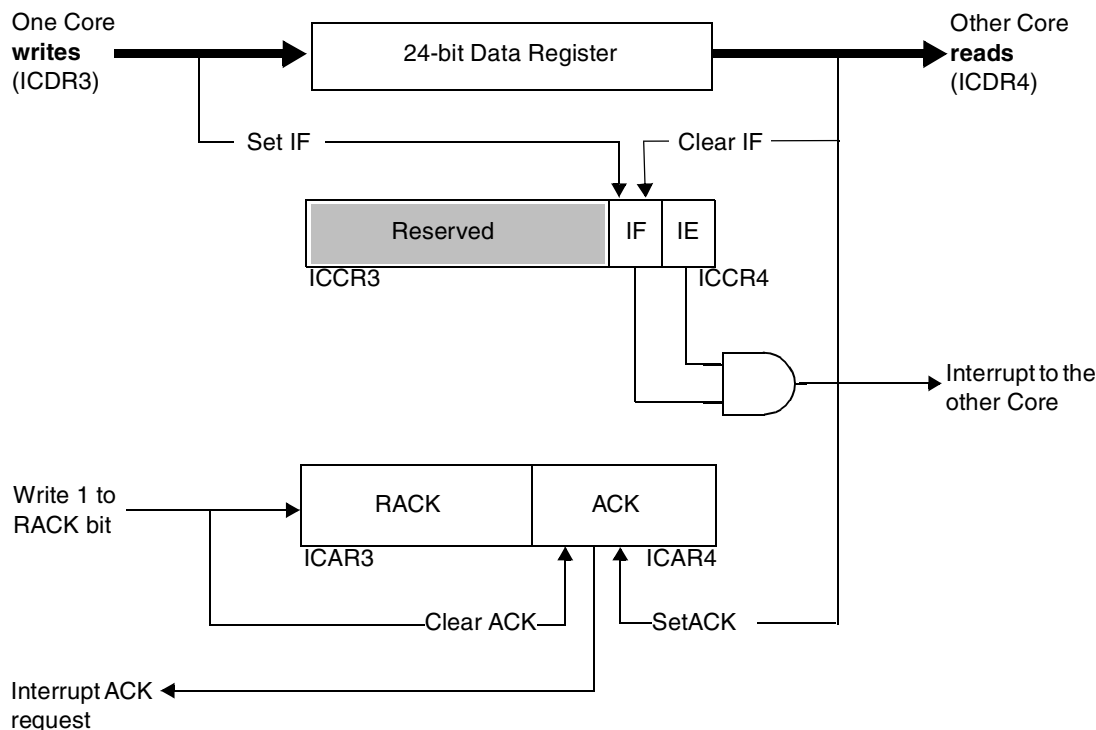 One Core
writes
(ICDR3)
24-bit Data Register
Other Core
reads
(ICDR4)
Set IF
Clear IF
Reserved
IF
IE
ICCR3
ICCR4
Interrupt to the
other Core
Write 1 to
RACK bit
RACK
ACK
ICAR3
ICAR4
Clear ACK
SetACK
Interrupt ACK
request